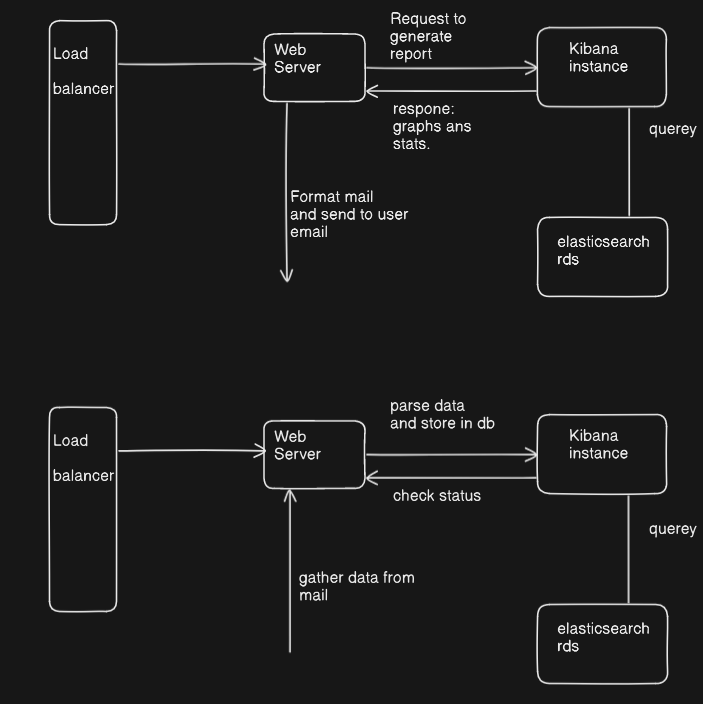 Load
balancer
Web
Server
Request to
generate
report
Kibana
instance
respone:
graphs ans
stats.
querey
Format mail
and send to user
email
elasticsearch
rds
Load
balancer
Web
Server
parse data
and store in db
Kibana
instance
check status
querey
gather data from
mail
elasticsearch
rds